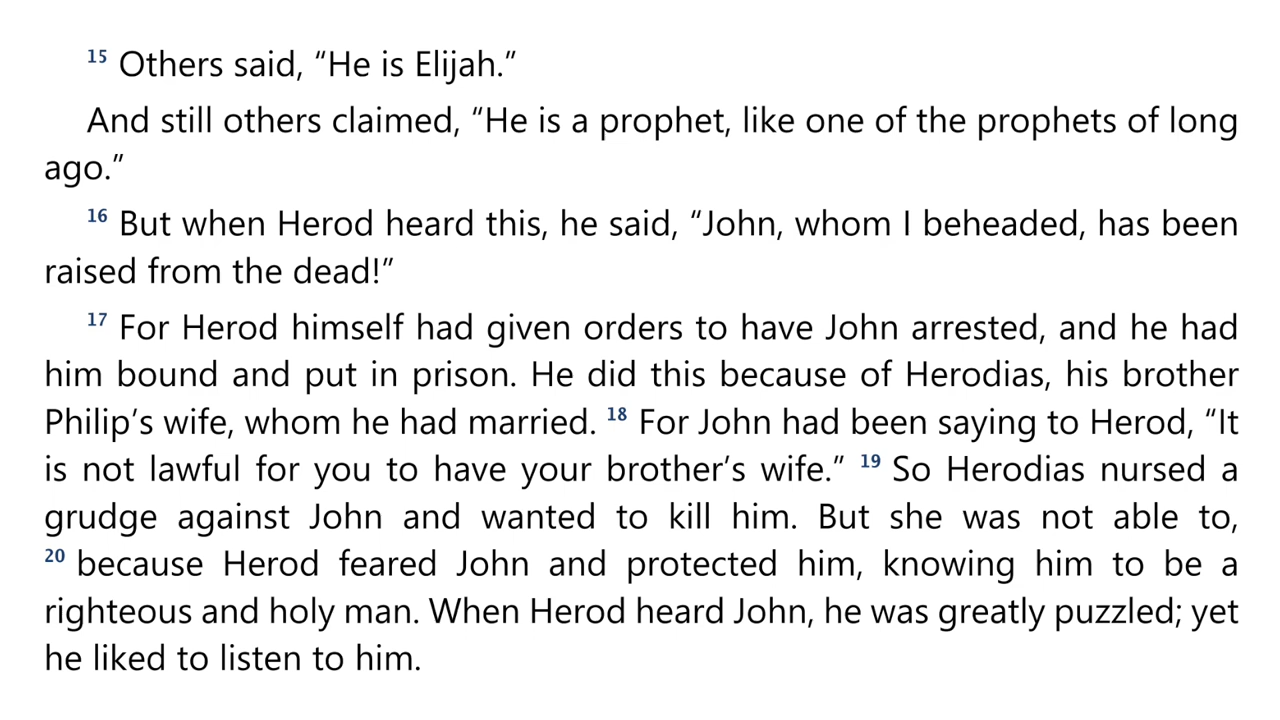 15 Others said, “He is Elijah.”
And still others claimed, “He is a prophet, like one of the prophets of long
ago.”
16 But when Herod heard this, he said, “John, whom I beheaded, has been
raised from the dead!”
17 For Herod himself had given orders to have John arrested, and he had
him bound and put in prison. He did this because of Herodias, his brother
Philip’s wife, whom he had married. 18 For John had been saying to Herod, “It
is not lawful for you to have your brother’s wife.” 19 So Herodias nursed a
grudge against John and wanted to kill him. But she was not able to,
20 because Herod feared John and protected him, knowing him to be a
righteous and holy man. When Herod heard John, he was greatly puzzled; yet
he liked to listen to him.